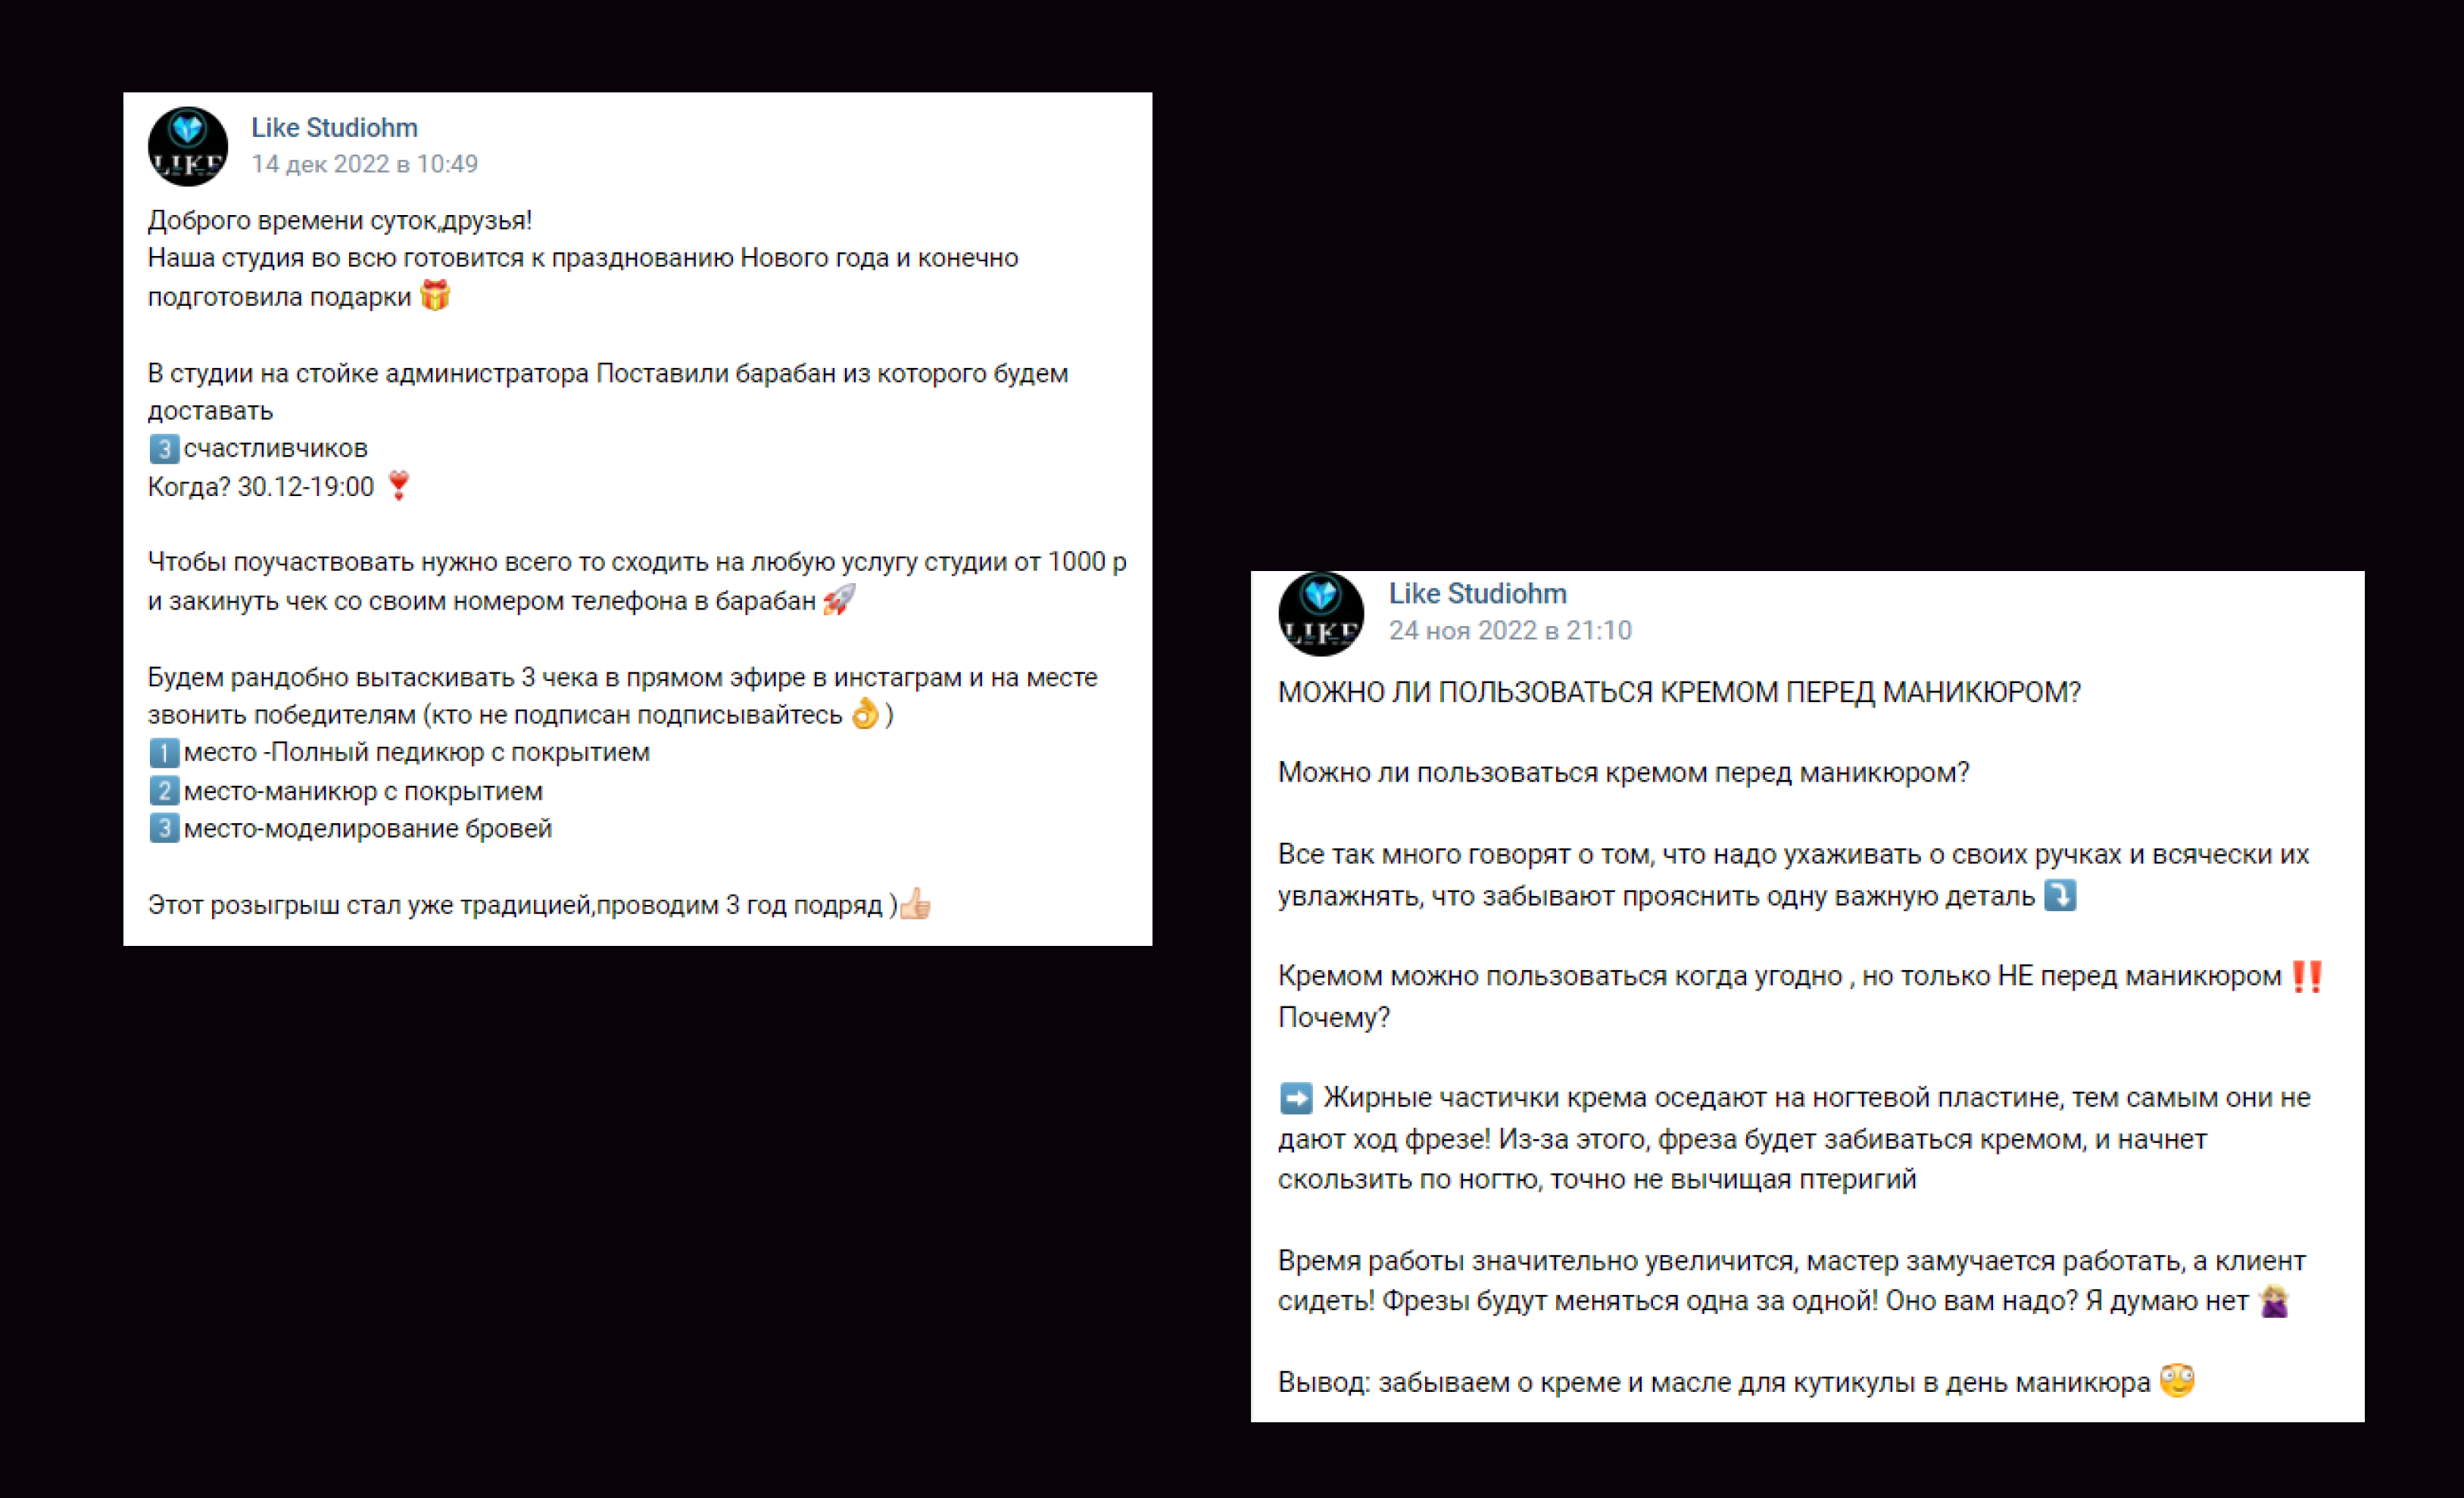 LIKE
Like Studiohm
14 дек 2022 в 10:49
Доброго времени суток,друзья!
Наша студия во всю готовится к празднованию Нового года и конечно
подготовила подарки 🎁
В студии на стойке администратора Поставили барабан из которого будем
доставать
3️⃣счастливчиков
Когда? 30.12-19:00 ❣️
Чтобы поучаствовать нужно всего то сходить на любую услугу студии от 1000 р
и закинуть чек со своим номером телефона в барабан 🚀
Будем рандобно вытаскивать 3 чека в прямом эфире в инстаграм и на месте
звонить победителям (кто не подписан подписывайтесь 👌)
1️⃣место -Полный педикюр с покрытием
2️⃣место-маникюр с покрытием
3️⃣место-моделирование бровей
Этот розыгрыш стал уже традицией,проводим 3 год подряд )👍🏻
LIKE
Like Studiohm
24 ноя 2022 в 21:10
МОЖНО ЛИ ПОЛЬЗОВАТЬСЯ КРЕМОМ ПЕРЕД МАНИКЮРОМ?
Можно ли пользоваться кремом перед маникюром?
Все так много говорят о том, что надо ухаживать о своих ручках и всячески их
увлажнять, что забывают прояснить одну важную деталь ⤵️
Кремом можно пользоваться когда угодно , но только НЕ перед маникюром ‼️
Почему?
➡️ Жирные частички крема оседают на ногтевой пластине, тем самым они не
дают ход фрезе! Из-за этого, фреза будет забиваться кремом, и начнет
скользить по ногтю, точно не вычищая птеригий
Время работы значительно увеличится, мастер замучается работать, а клиент
сидеть! Фрезы будут меняться одна за одной! Оно вам надо? Я думаю нет 🙅🏼‍♀️
Вывод: забываем о креме и масле для кутикулы в день маникюра 😳